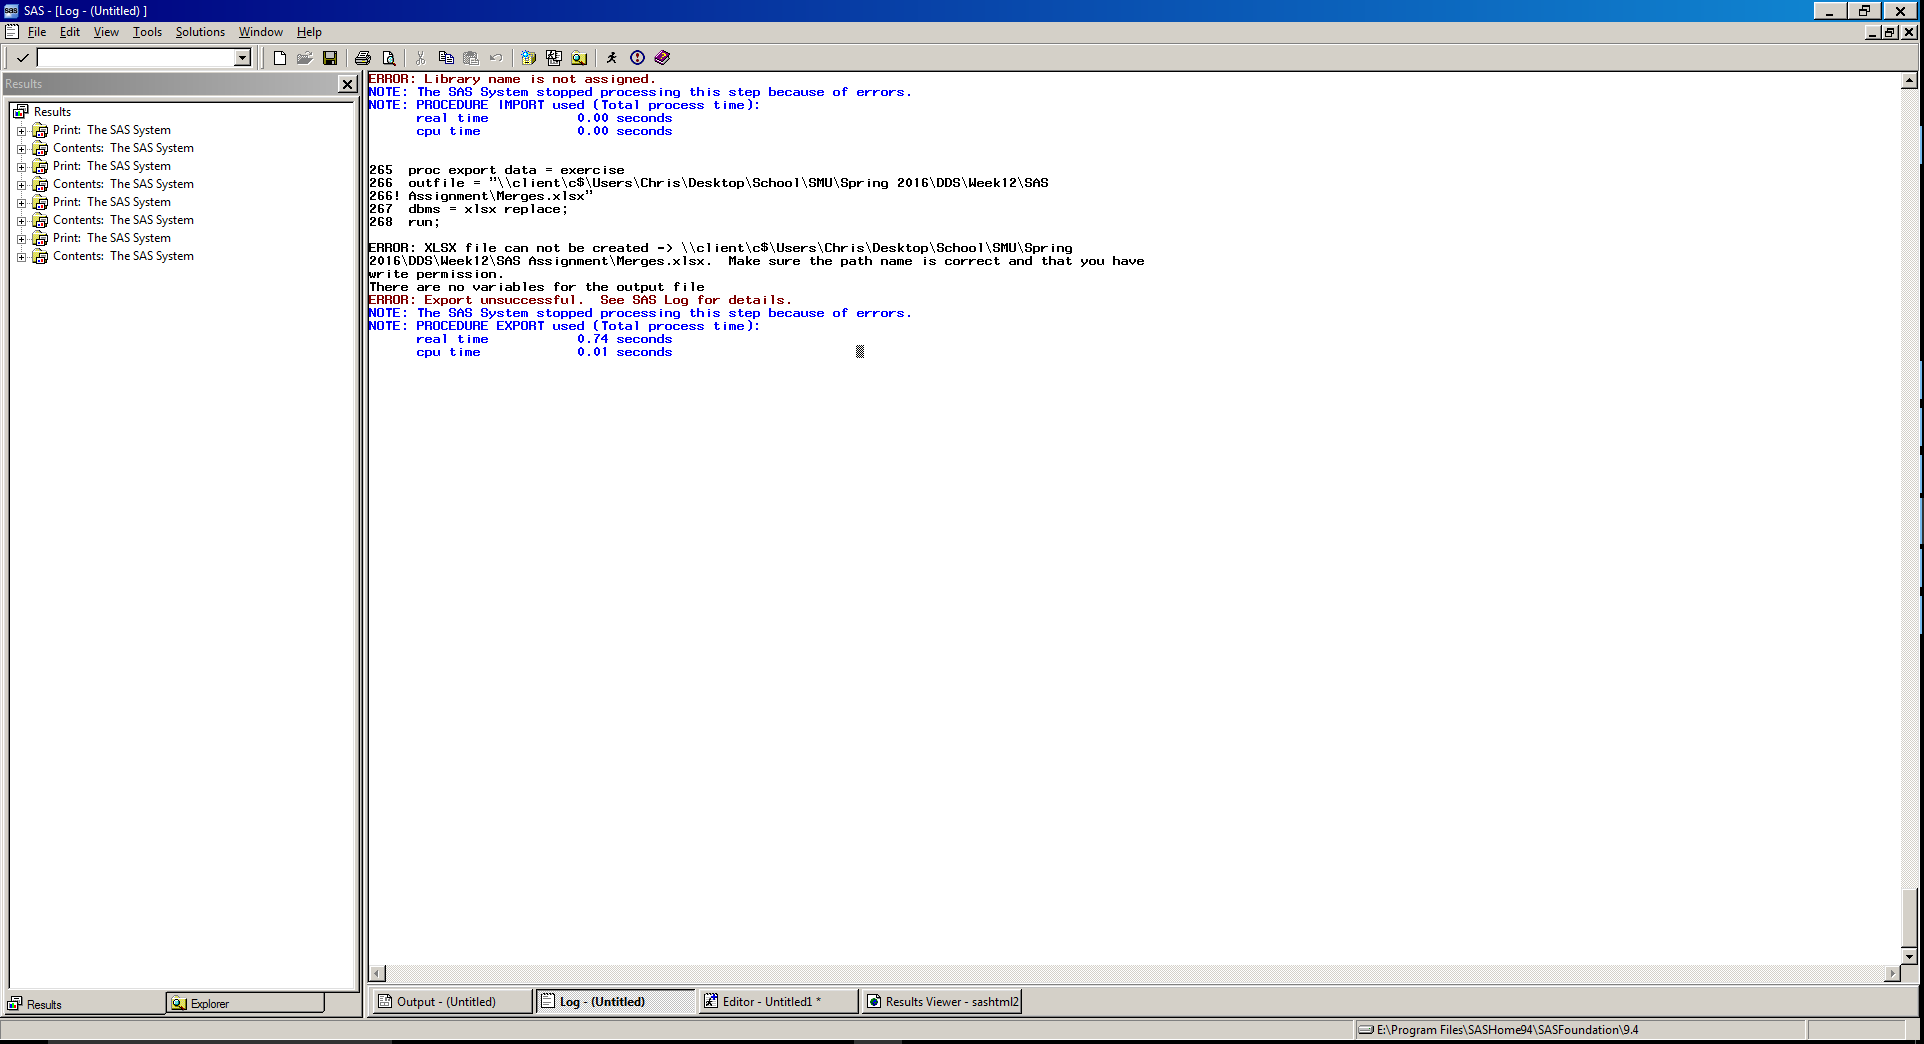 SAS - [Log - (Untitled) ]
File Edit View Tools Solutions Window Help
Results
Results
Print: The SAS System
Contents: The SAS System
Print: The SAS System
Contents: The SAS System
Print: The SAS System
Contents: The SAS System
Print: The SAS System
Contents: The SAS System
ERROR: Library name is not assigned.
NOTE: The SAS System stopped processing this step because of errors.
NOTE: PROCEDURE IMPORT used (Total process time):
real time 0.00 seconds
cpu time 0.00 seconds
265 proc export data = exercise
266 outfile = "\\client\c$\Users\Chris\Desktop\School\SMU\Spring 2016\DDS\Week12\SAS
266! Assignment\Merges.xlsx"
267 dbms = xlsx replace;
268 run;
ERROR: XLSX file can not be created -> \\client\c$\Users\Chris\Desktop\School\SMU\Spring
2016\DDS\Week12\SAS Assignment\Merges.xlsx. Make sure the path name is correct and that you have
write permission.
There are no variables for the output file
ERROR: Export unsuccessful. See SAS Log for details.
NOTE: The SAS System stopped processing this step because of errors.
NOTE: PROCEDURE EXPORT used (Total process time):
real time 0.74 seconds
cpu time 0.01 seconds
Results Explorer
Output - (Untitled) Log - (Untitled) Editor - Untitled1 * Results Viewer - sashtml2
E:\Program Files\SASHome94\SASFoundation\9.4